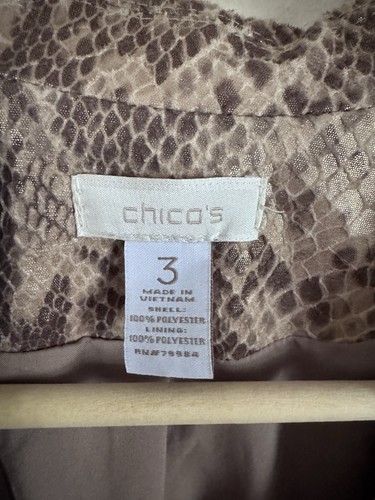 chico's
3
MADE IN
VIETNAM
SHELL:
100% POLYESTER
LINING:
100% POLYESTER
RN#79984